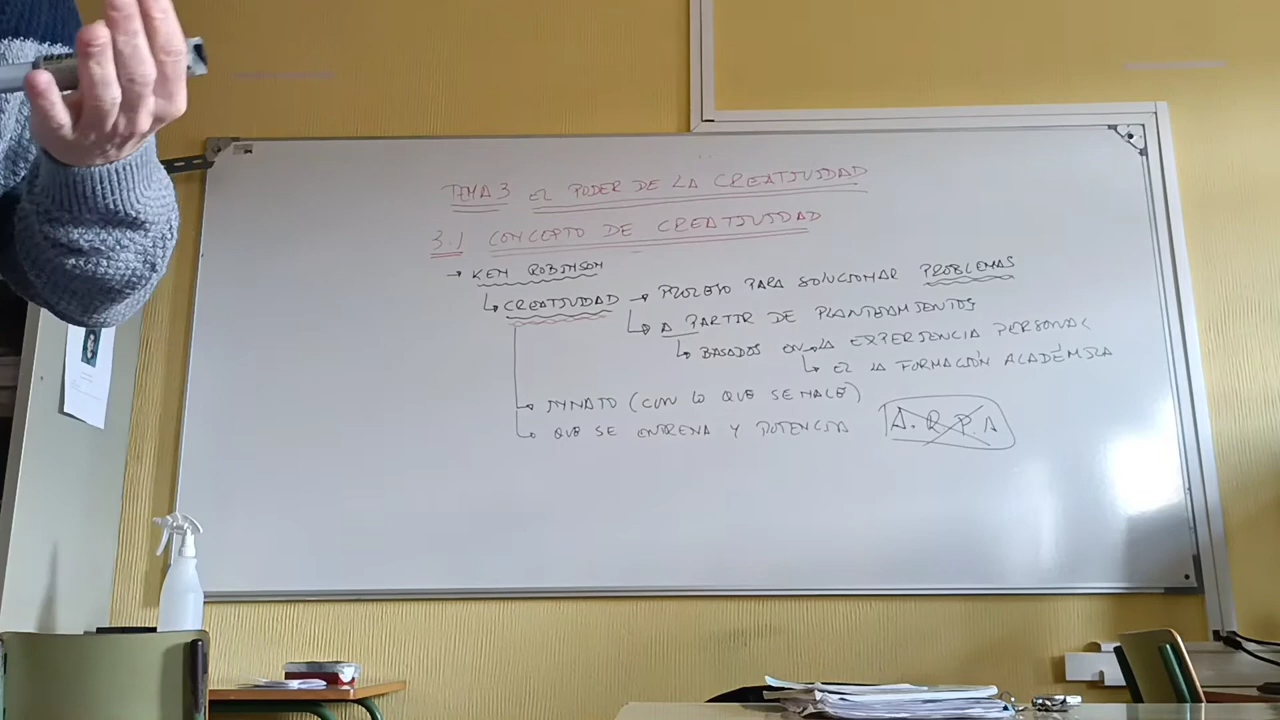 TEMA 3 EL PODER DE LA CREATIVIDAD
3.1 CONCEPTO DE CREATIVIDAD
→ KEN ROBINSON
↳ CREATIVIDAD → PROCESO PARA SOLUCIONAR PROBLEMAS
↳ A PARTIR DE PLANTEAMIENTOS
↳ BASADOS EN → LA EXPERIENCIA PERSONAL
↳ EN LA FORMACIÓN ACADÉMICA
→ INNATO (CON LO QUE SE NACE)
↳ QUE SE ENTRENA Y POTENCIA A.R.P.A